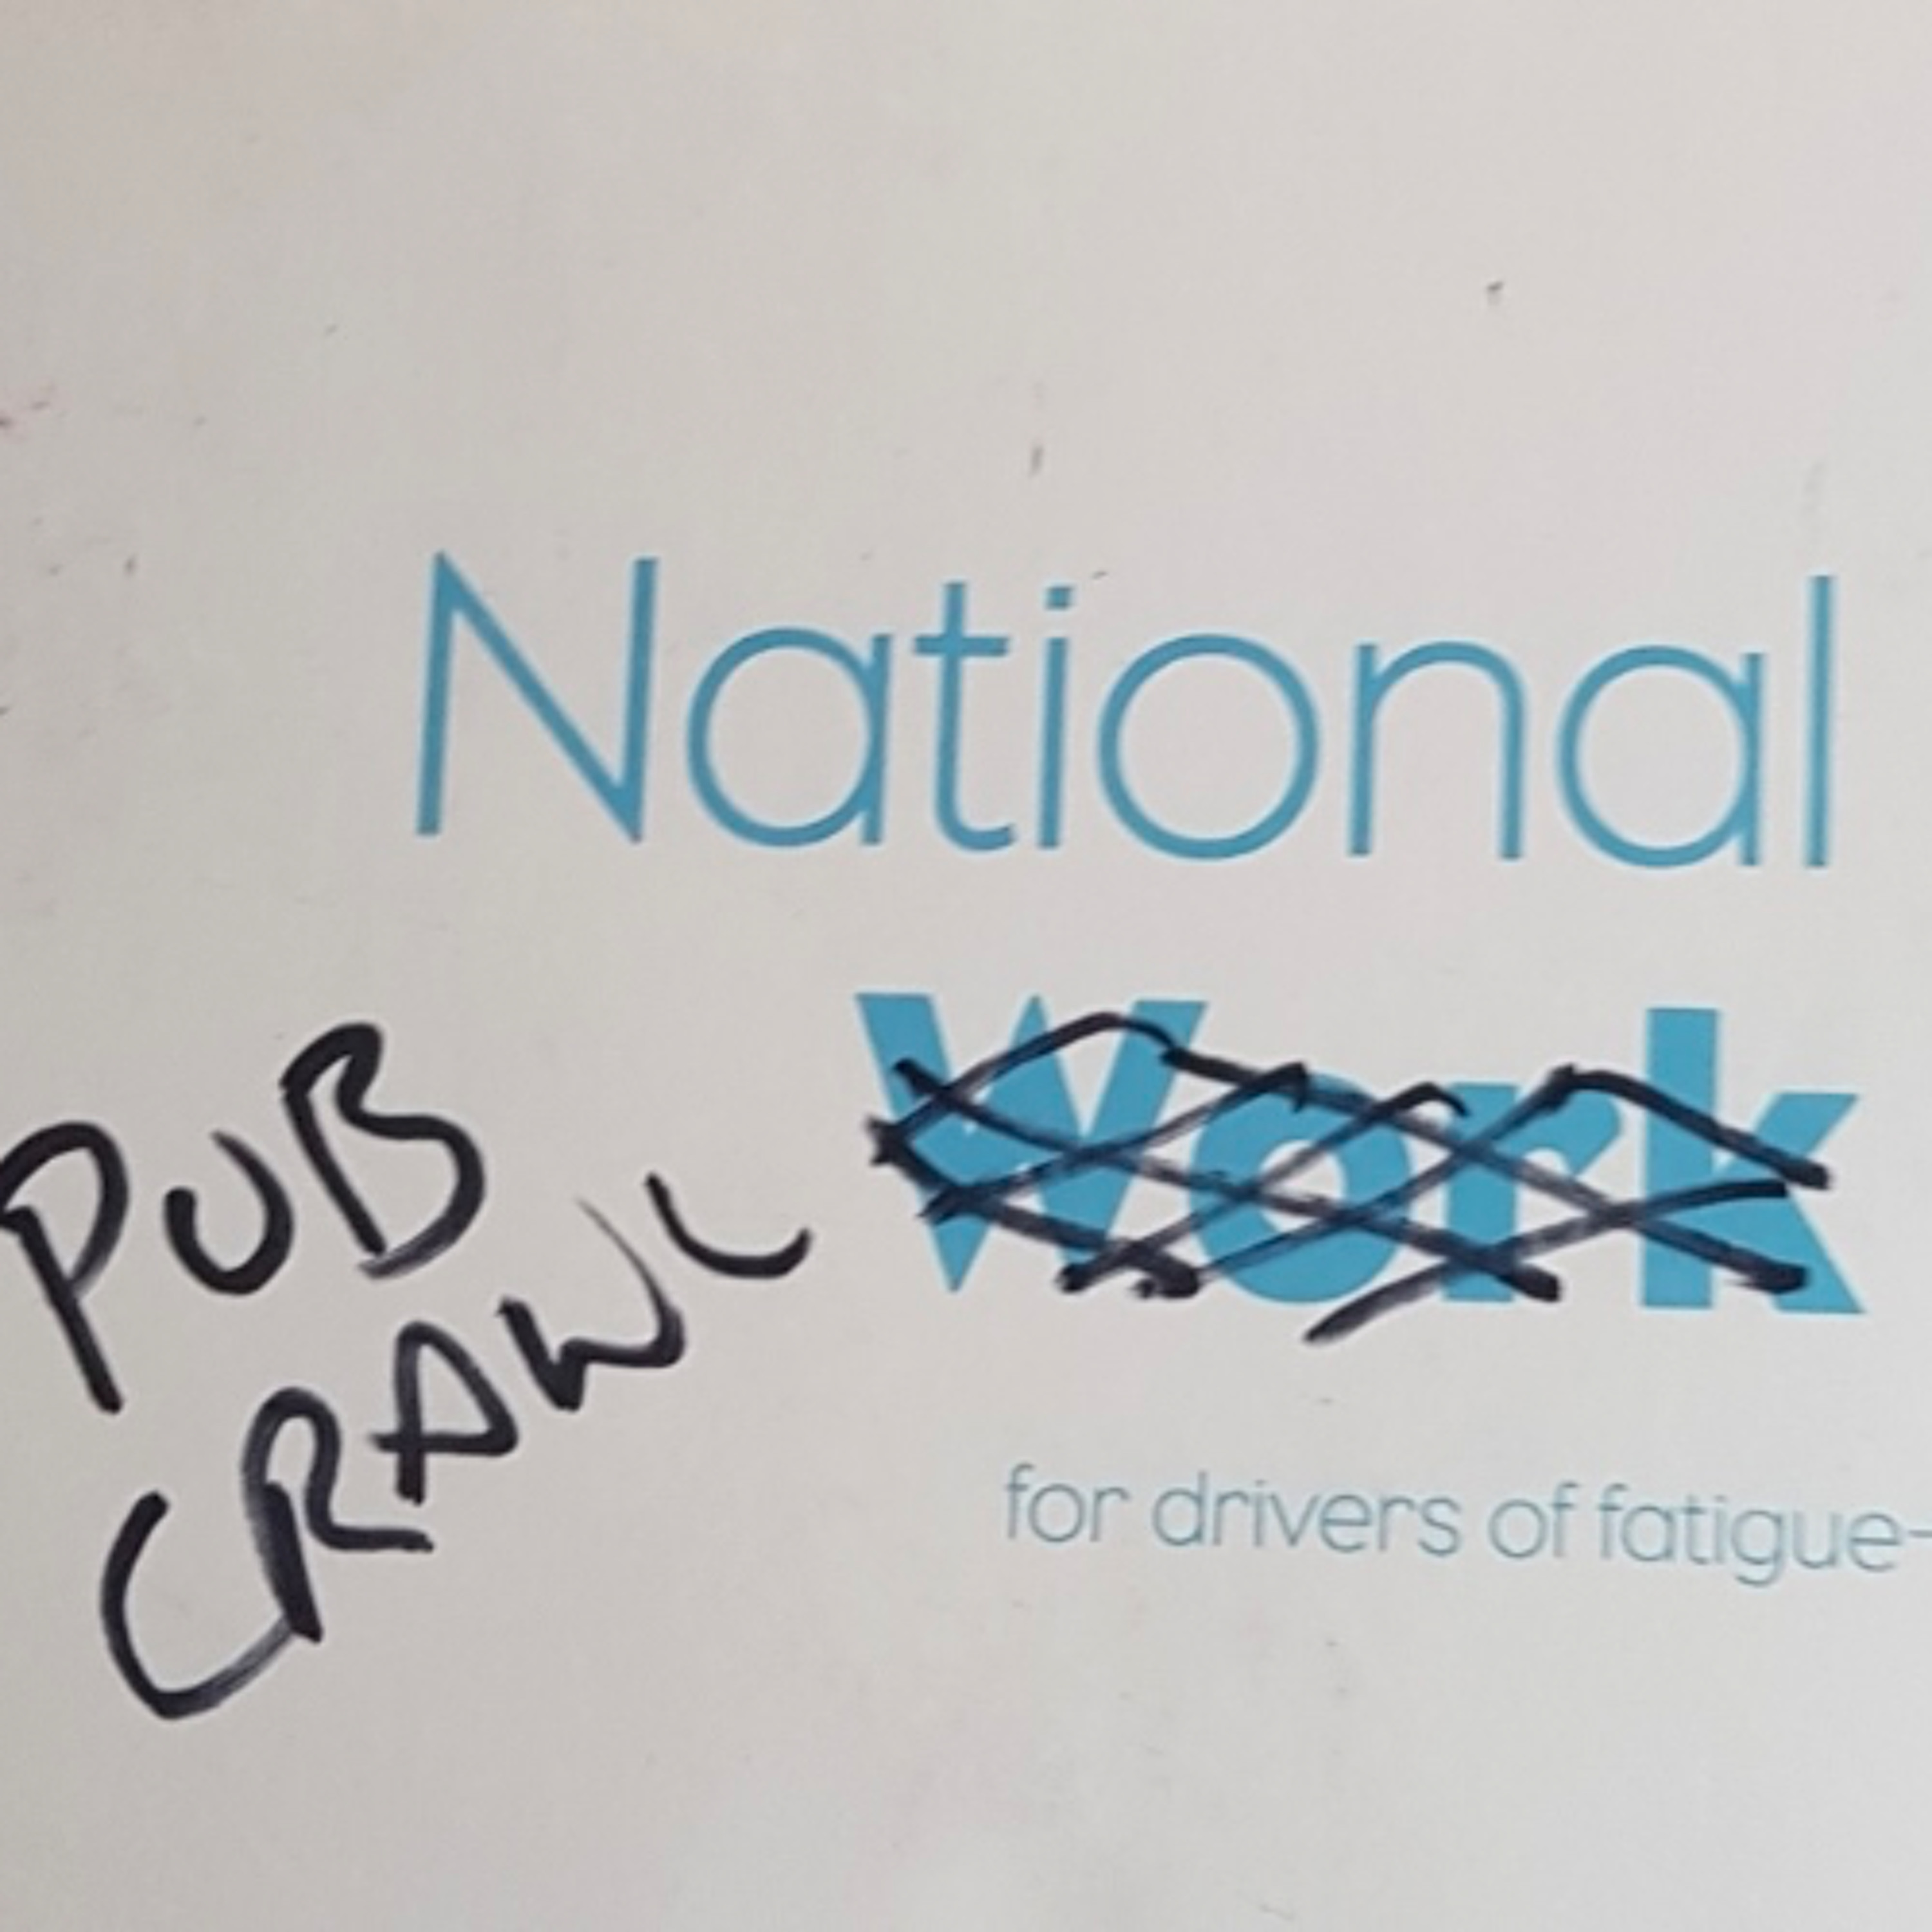 National
PUB
CRAWL
Work
for drivers of fatigue-